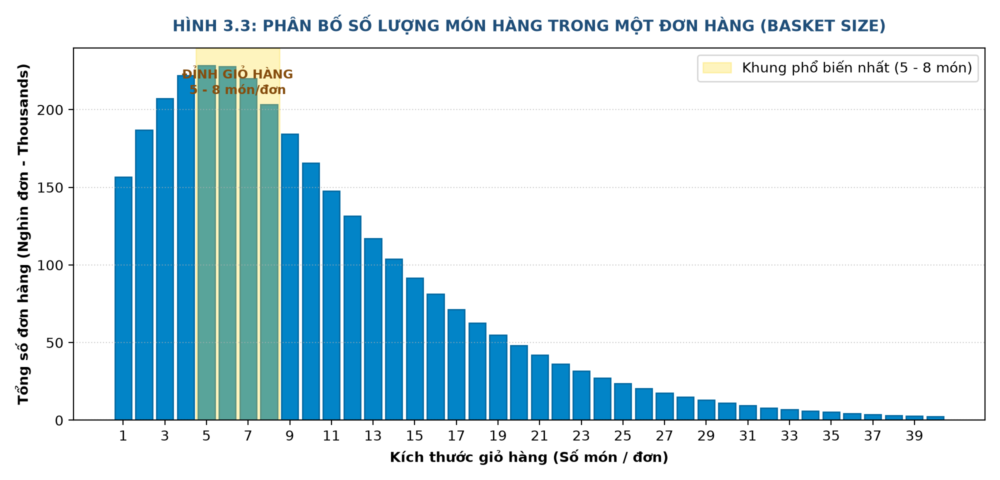 HÌNH 3.3: PHÂN BỐ SỐ LƯỢNG MÓN HÀNG TRONG MỘT ĐƠN HÀNG (BASKET SIZE)
Tổng số đơn hàng (Nghìn đơn - Thousands)
200
150
100
50
0
ĐỈNH GIỎ HÀNG
5 - 8 món/đơn
Khung phổ biến nhất (5 - 8 món)
1 3 5 7 9 11 13 15 17 19 21 23 25 27 29 31 33 35 37 39
Kích thước giỏ hàng (Số món / đơn)